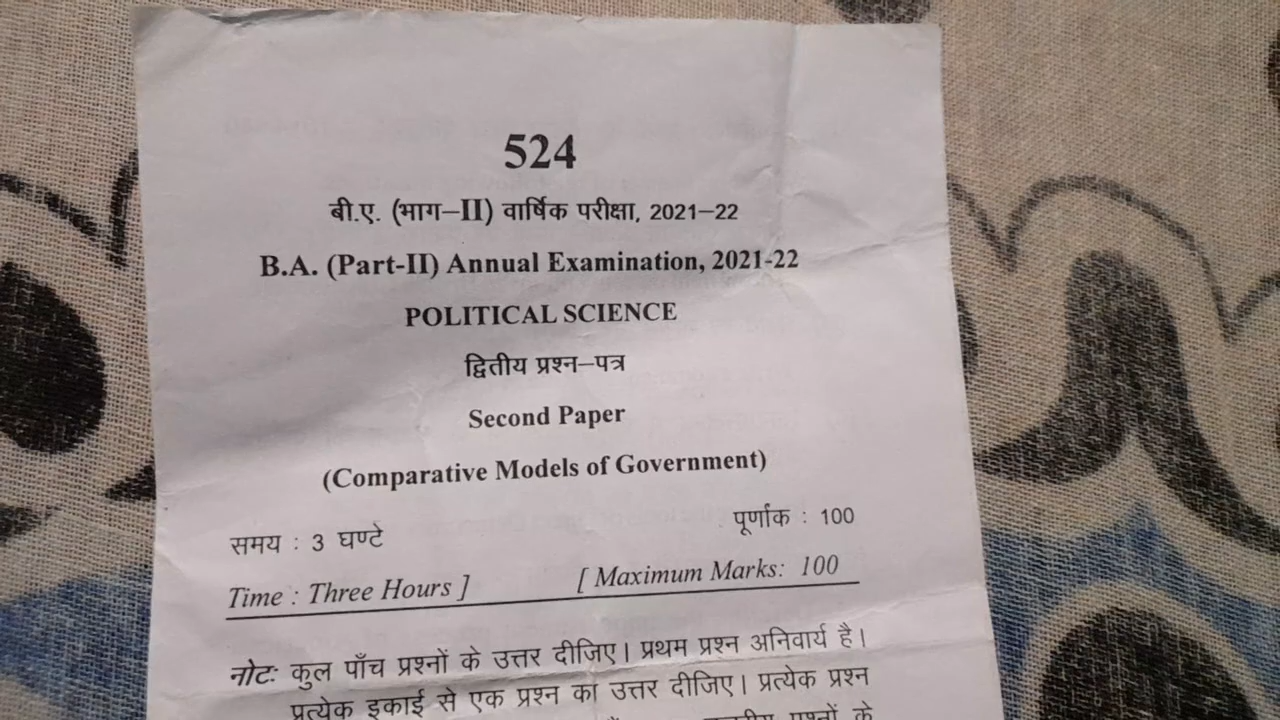 524
बी.ए. (भाग–II) वार्षिक परीक्षा, 2021–22
B.A. (Part-II) Annual Examination, 2021-22
POLITICAL SCIENCE
द्वितीय प्रश्न–पत्र
Second Paper
(Comparative Models of Government)
समय : 3 घण्टे पूर्णांक : 100
Time : Three Hours ] [ Maximum Marks: 100
नोट: कुल पाँच प्रश्नों के उत्तर दीजिए। प्रथम प्रश्न अनिवार्य है।
प्रत्येक इकाई से एक प्रश्न का उत्तर दीजिए। प्रत्येक प्रश्न
प्रश्नों के